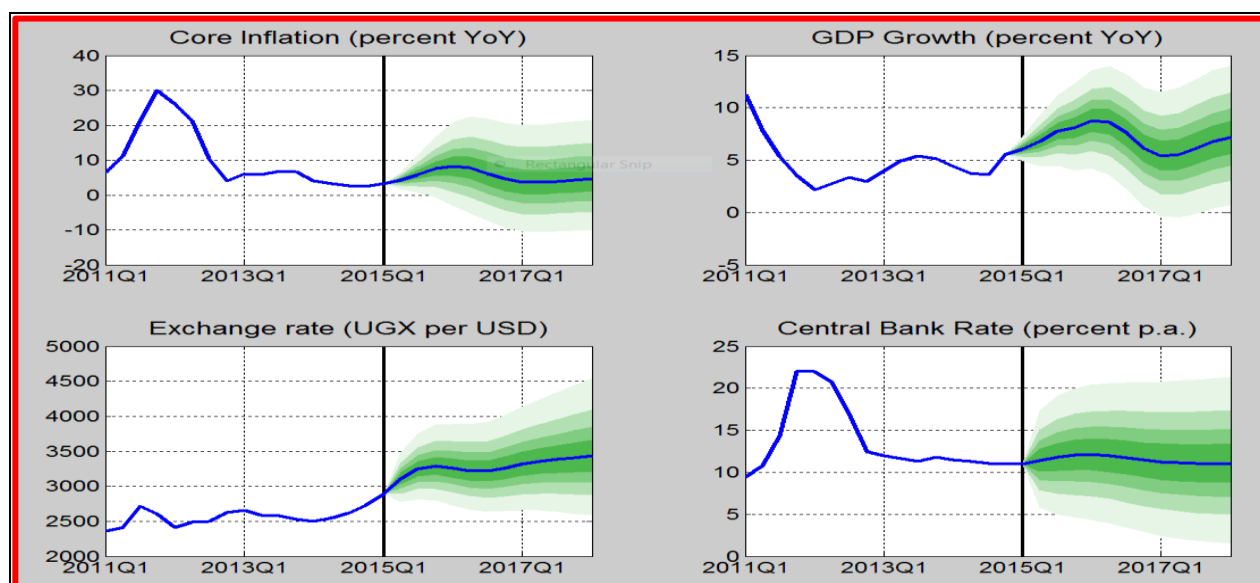 Core Inflation (percent YoY)
40
30
20
10
0
-10
-20
2011Q1 2013Q1 2015Q1 2017Q1
GDP Growth (percent YoY)
15
10
5
0
-5
2011Q1 2013Q1 2015Q1 2017Q1
Rectangular Snip
Exchange rate (UGX per USD)
5000
4500
4000
3500
3000
2500
2000
2011Q1 2013Q1 2015Q1 2017Q1
Central Bank Rate (percent p.a.)
25
20
15
10
5
0
2011Q1 2013Q1 2015Q1 2017Q1